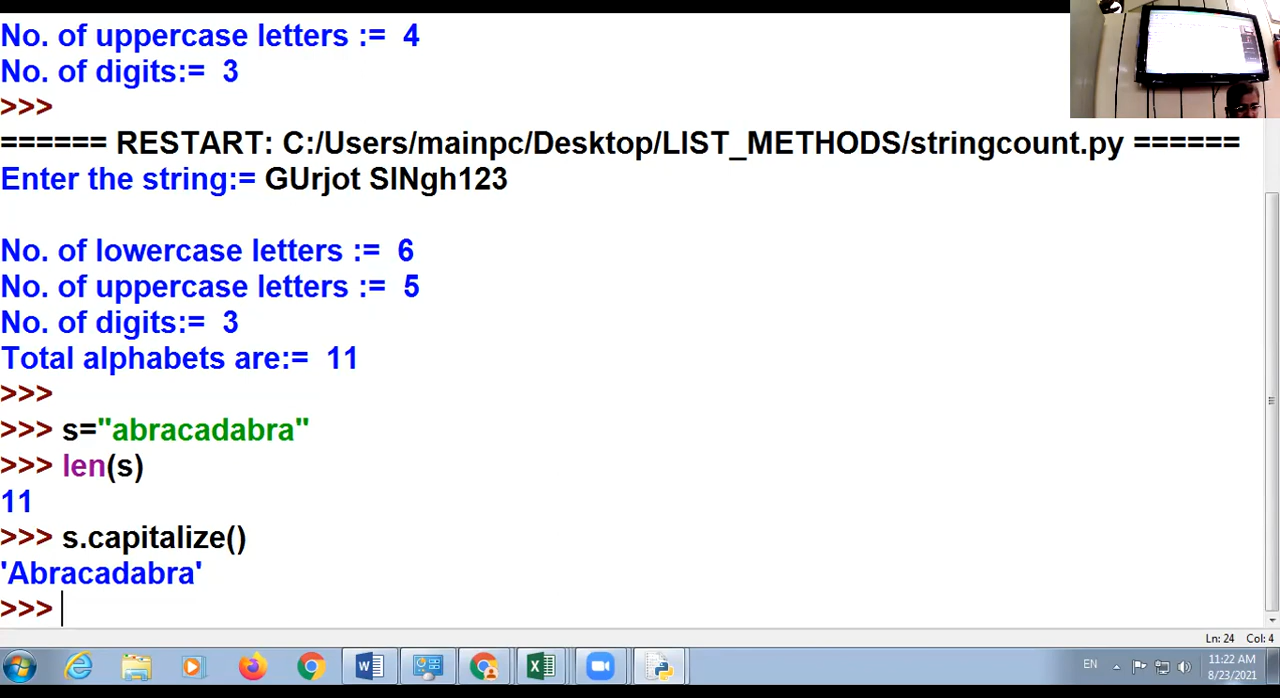 No. of uppercase letters :=  4
No. of digits:=  3
>>>
====== RESTART: C:/Users/mainpc/Desktop/LIST_METHODS/stringcount.py ======
Enter the string:= GUrjot SINgh123
No. of lowercase letters :=  6
No. of uppercase letters :=  5
No. of digits:=  3
Total alphabets are:=  11
>>>
>>> s="abracadabra"
>>> len(s)
11
>>> s.capitalize()
'Abracadabra'
>>>
Ln: 24  Col: 4
EN
11:22 AM
8/23/2021